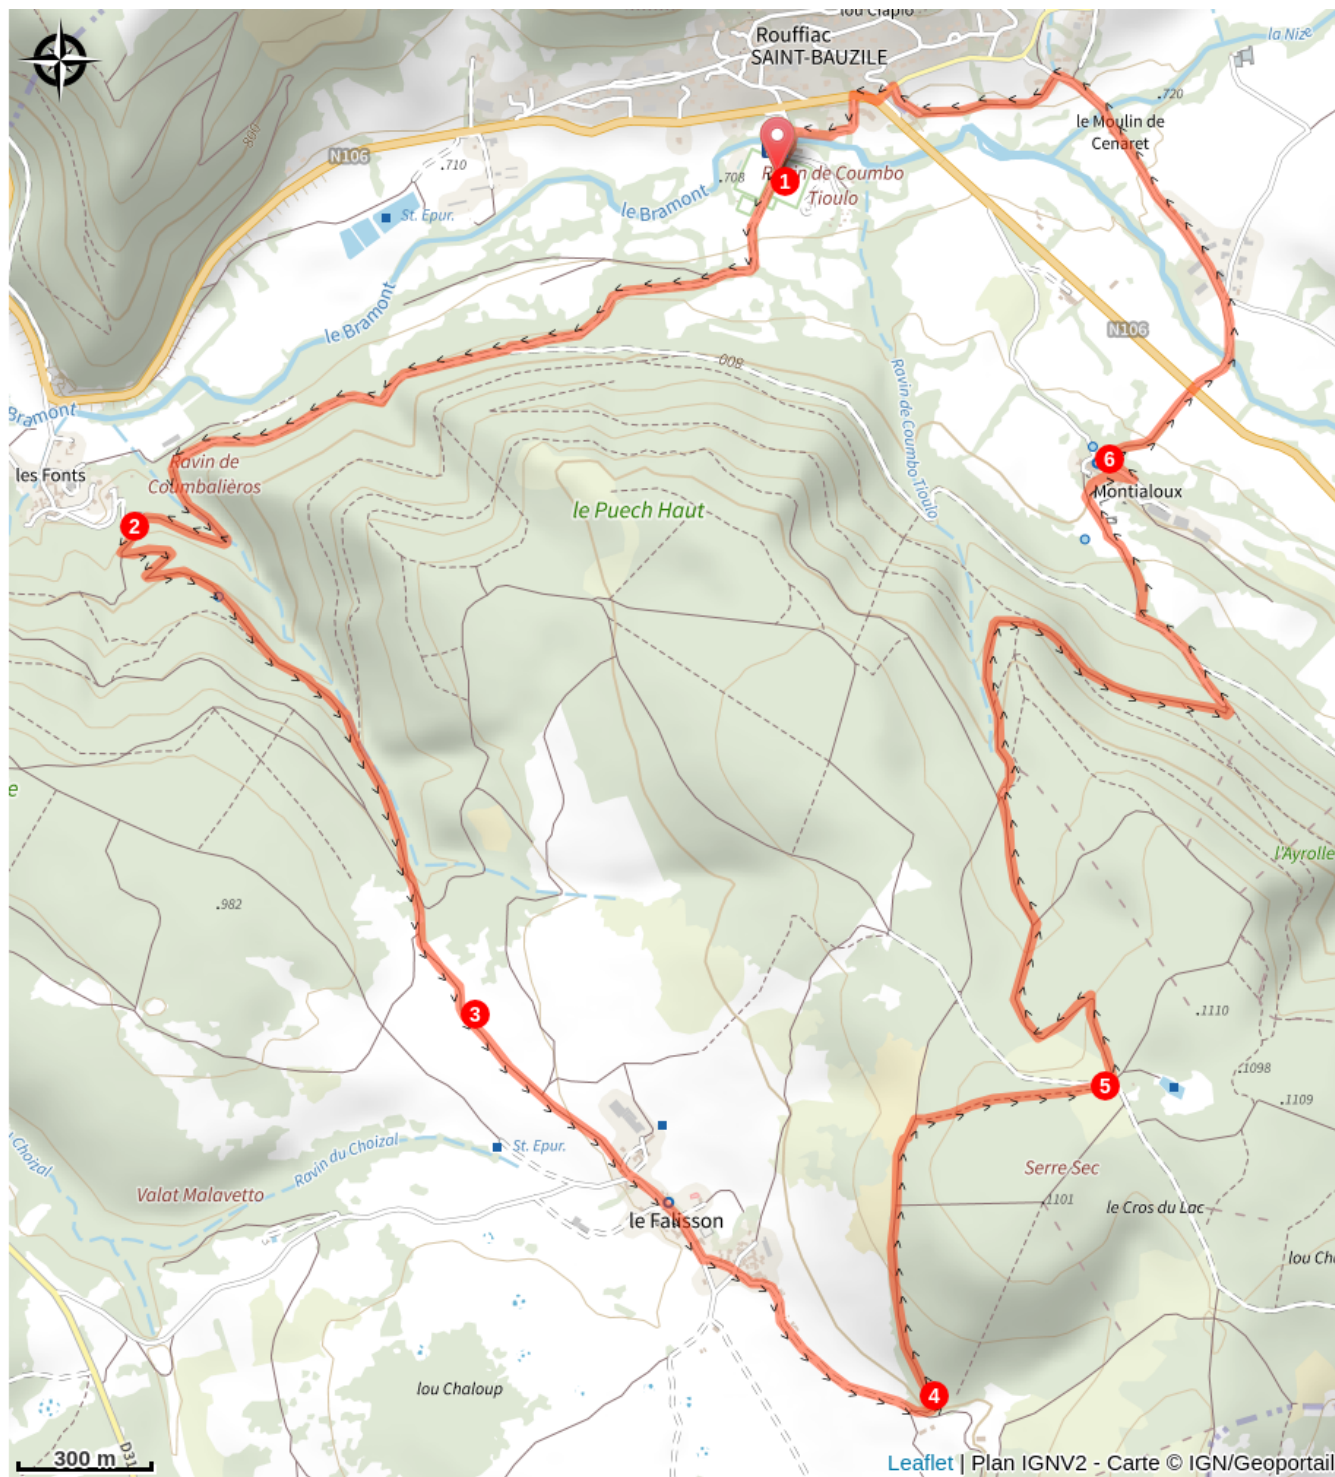 lou Clapio
Rouffiac
SAINT-BAUZILE
la Nize
800
.720
le Moulin de
Cenaret
N106
.710
1
.708
Ravin de Coumbo
Tioulo
St. Epur.
le Bramont
le Bramont
N106
800
Ravin de Coumbo Tioulo
Bramont
6
Ravin de
Coumbalièros
les Fonts
Montialoux
le Puech Haut
2
e
l'Ayrolle
.982
3
.1110
.1098
5
.1109
St. Epur.
Ravin du Choizal
Choizal
Serre Sec
Valat Malavetto
.1101
le Cros du Lac
le Falisson
lou Ch
lou Chaloup
4
D31
300 m
Leaflet | Plan IGNV2 - Carte © IGN/Geoportail